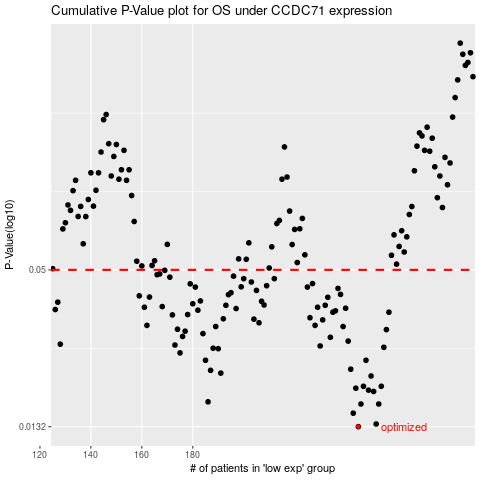 Cumulative P-Value plot for OS under CCDC71 expression
P-Value(log10)
0.05
0.0132
optimized
120
140
160
180
# of patients in 'low exp' group